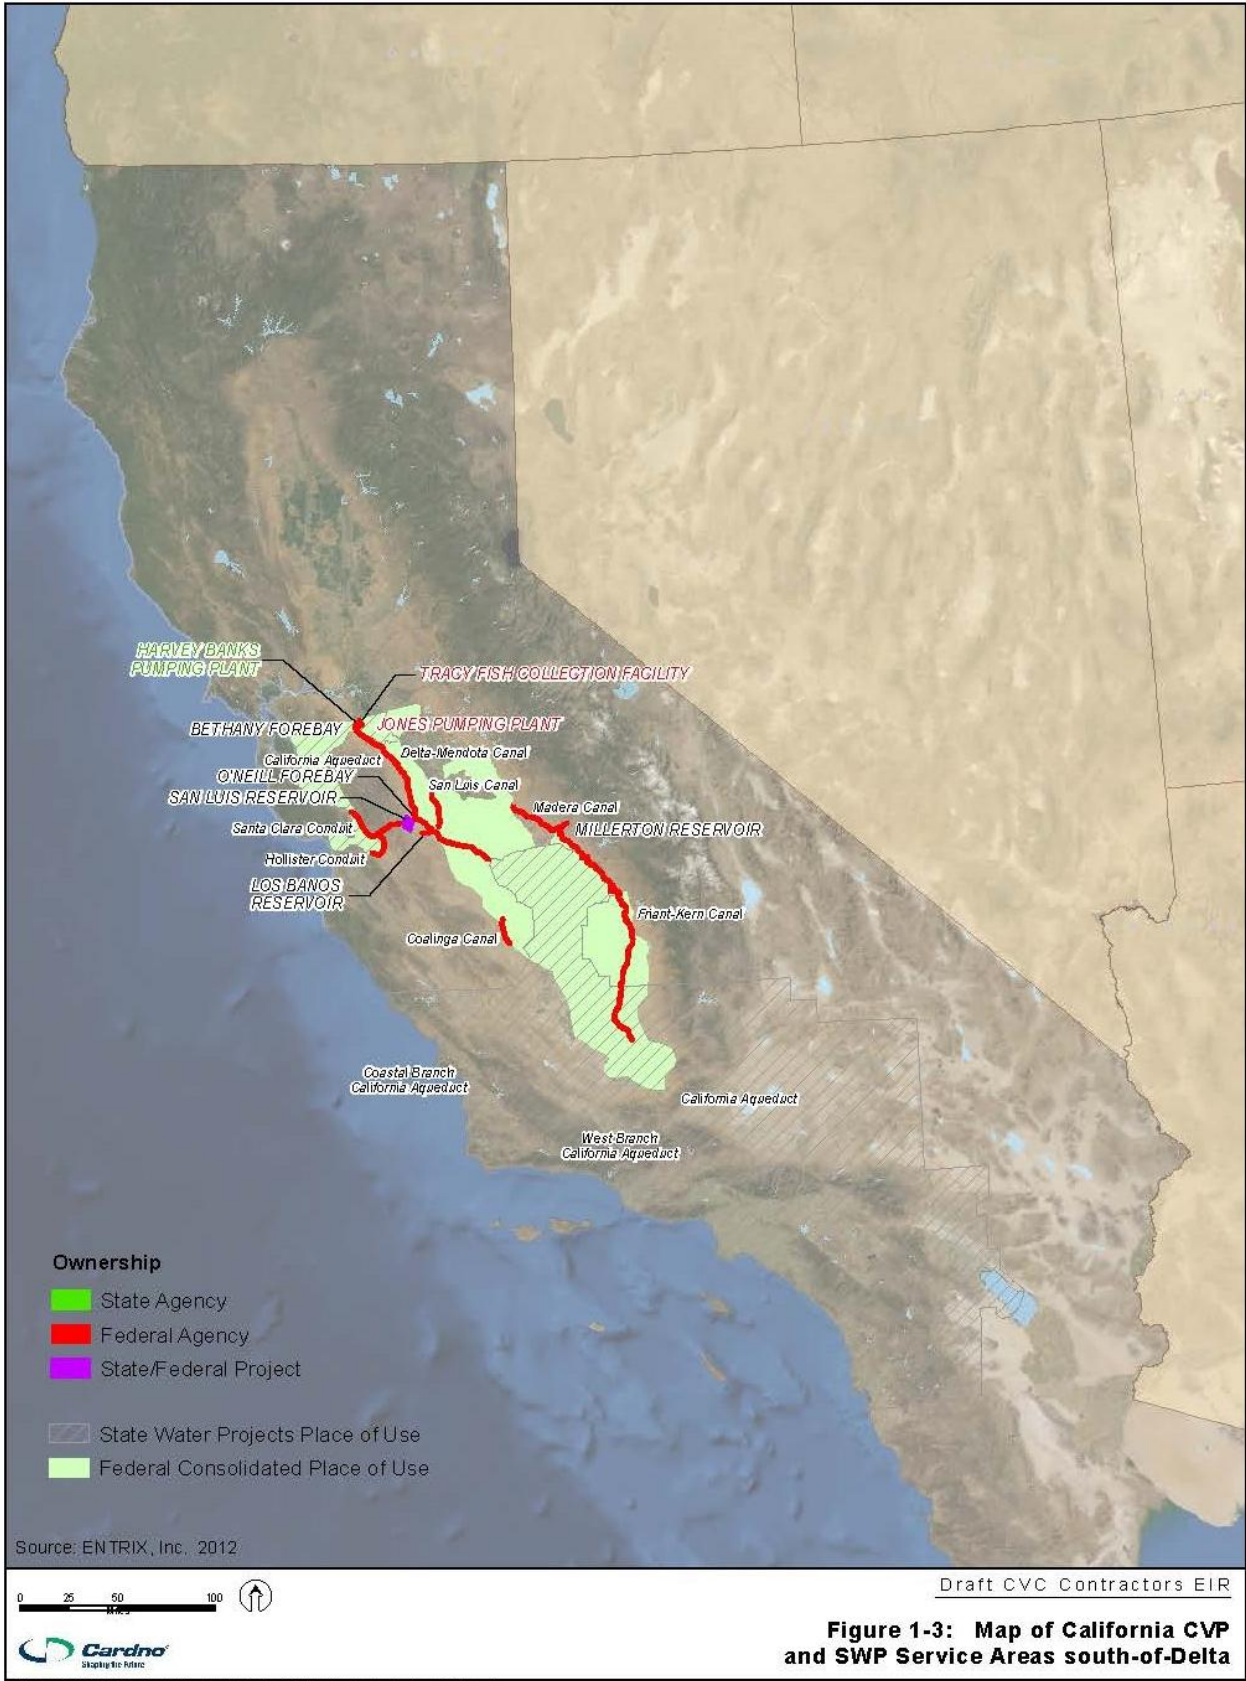 HARVEY BANKS
PUMPING PLANT
TRACY FISH COLLECTION FACILITY
BETHANY FOREBAY
JONES PUMPING PLANT
Delta-Mendota Canal
California Aqueduct
O'NEILL FOREBAY
San Luis Canal
SAN LUIS RESERVOIR
Madera Canal
Santa Clara Conduit
MILLERTON RESERVOIR
Hollister Conduit
LOS BANOS
RESERVOIR
Friant-Kern Canal
Coalinga Canal
Coastal Branch
California Aqueduct
California Aqueduct
West Branch
California Aqueduct
Ownership
State Agency
Federal Agency
State/Federal Project
State Water Projects Place of Use
Federal Consolidated Place of Use
Source: ENTRIX, Inc. 2012
0 25 50 100
Miles
Draft CVC Contractors EIR
Figure 1-3: Map of California CVP
and SWP Service Areas south-of-Delta
Cardno
Shaping the Future